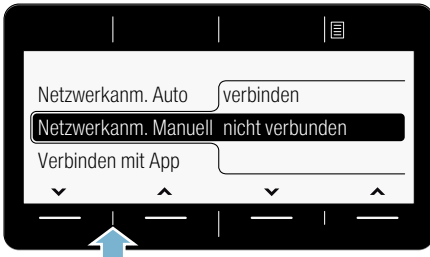 Netzwerkanm. Auto verbinden
Netzwerkanm. Manuell nicht verbunden
Verbinden mit App